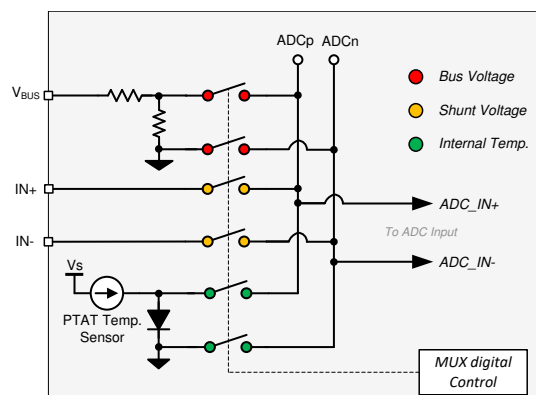 ADCp ADCn
VBUS
Bus Voltage
Shunt Voltage
Internal Temp.
IN+
ADC_IN+
To ADC Input
IN-
ADC_IN-
Vs
PTAT Temp.
Sensor
MUX digital
Control